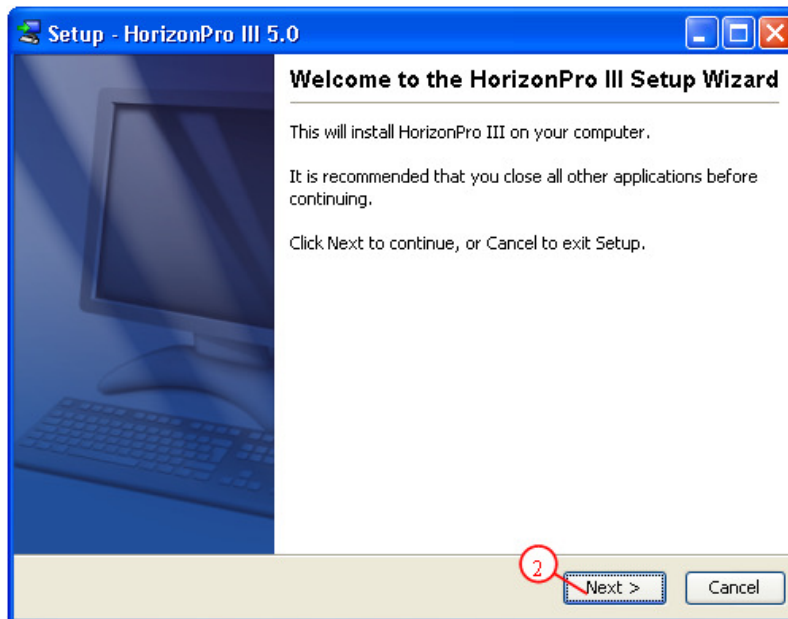 Setup - HorizonPro III 5.0
Welcome to the HorizonPro III Setup Wizard
This will install HorizonPro III on your computer.
It is recommended that you close all other applications before
continuing.
Click Next to continue, or Cancel to exit Setup.
2
Next >
Cancel